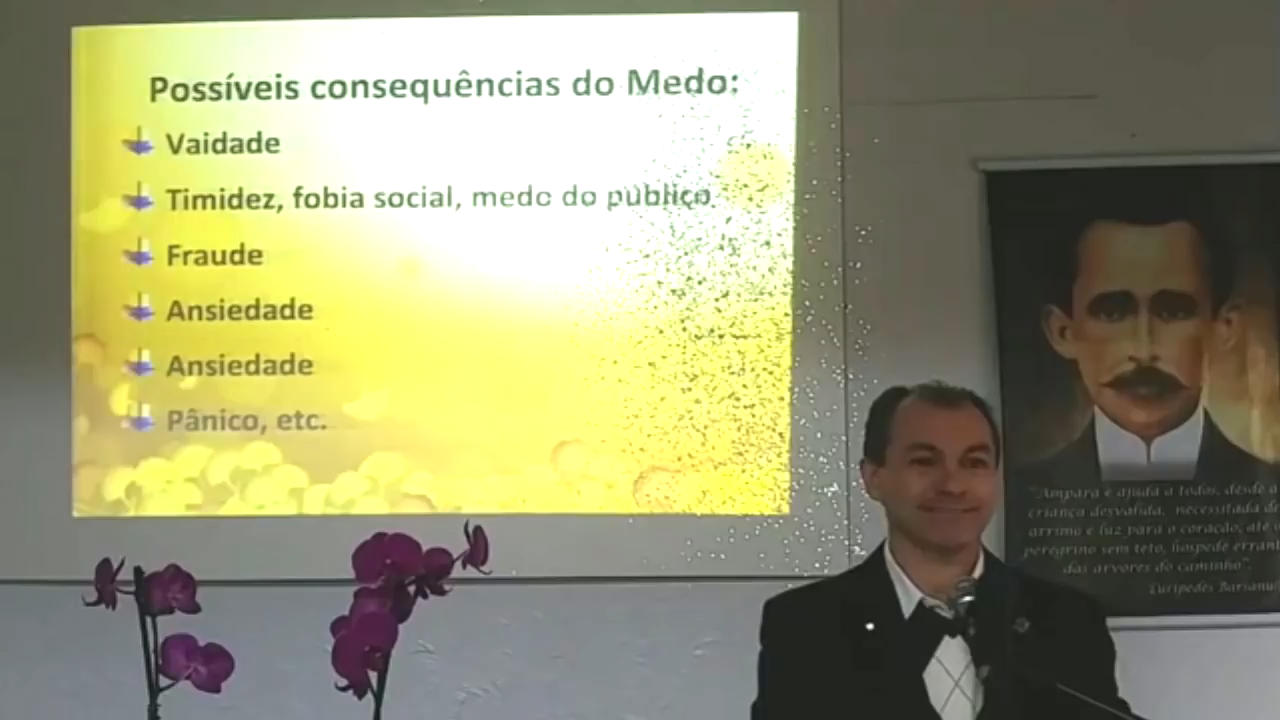 Possíveis consequências do Medo:
Vaidade
Timidez, fobia social, medo do público
Fraude
Ansiedade
Ansiedade
Pânico, etc.
"Ampara e ajuda a todos, desde a
criança desvalida, necessitada de
arrimo e luz para o coração, até o
peregrino sem teto, hóspede errant
das árvores do caminho".
Eurípedes Barsanu